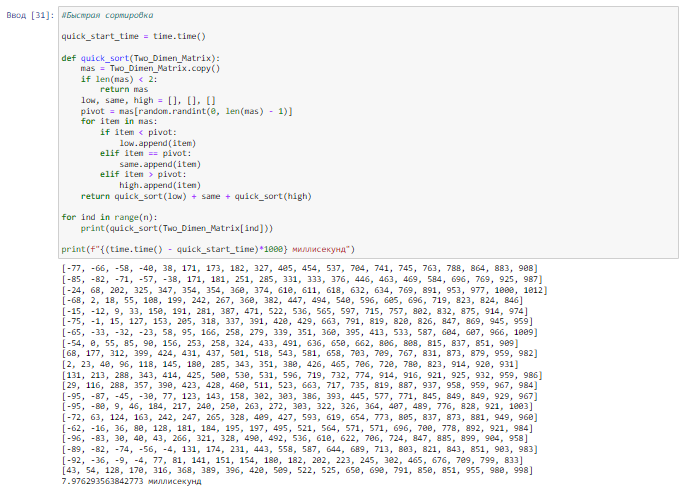 Ввод [31]: #Быстрая сортировка
quick_start_time = time.time()
def quick_sort(Two_Dimen_Matrix):
    mas = Two_Dimen_Matrix.copy()
    if len(mas) < 2:
        return mas
    low, same, high = [], [], []
    pivot = mas[random.randint(0, len(mas) - 1)]
    for item in mas:
        if item < pivot:
            low.append(item)
        elif item == pivot:
            same.append(item)
        elif item > pivot:
            high.append(item)
    return quick_sort(low) + same + quick_sort(high)
for ind in range(n):
    print(quick_sort(Two_Dimen_Matrix[ind]))
print(f"{(time.time() - quick_start_time)*1000} миллисекунд")
[-77, -66, -58, -40, 38, 171, 173, 182, 327, 405, 454, 537, 704, 741, 745, 763, 788, 864, 883, 908]
[-85, -82, -71, -57, -38, 171, 181, 251, 285, 331, 333, 376, 446, 463, 469, 584, 696, 769, 925, 987]
[-24, 68, 202, 325, 347, 354, 354, 360, 374, 610, 611, 618, 632, 634, 769, 891, 953, 977, 1000, 1012]
[-68, 2, 18, 55, 108, 199, 242, 267, 360, 382, 447, 494, 540, 596, 605, 696, 719, 823, 824, 846]
[-15, -12, 9, 33, 150, 191, 281, 387, 471, 522, 536, 565, 597, 715, 757, 802, 832, 875, 914, 974]
[-75, -1, 15, 127, 153, 205, 318, 337, 391, 420, 429, 663, 791, 819, 820, 826, 847, 869, 945, 959]
[-65, -33, -32, -23, 58, 95, 166, 258, 279, 339, 351, 360, 395, 413, 533, 587, 604, 607, 966, 1009]
[-54, 0, 55, 85, 90, 156, 253, 258, 324, 433, 491, 636, 650, 662, 806, 808, 815, 837, 851, 909]
[68, 177, 312, 399, 424, 431, 437, 501, 518, 543, 581, 658, 703, 709, 767, 831, 873, 879, 959, 982]
[2, 23, 40, 96, 118, 145, 180, 285, 343, 351, 380, 426, 465, 706, 720, 780, 823, 914, 920, 931]
[131, 213, 288, 343, 414, 425, 500, 530, 531, 596, 719, 732, 774, 914, 916, 921, 925, 932, 959, 986]
[29, 116, 288, 357, 390, 423, 428, 460, 511, 523, 663, 717, 735, 819, 887, 937, 958, 959, 967, 984]
[-95, -87, -45, -30, 77, 123, 143, 158, 302, 303, 386, 393, 445, 577, 771, 845, 849, 849, 929, 967]
[-95, -80, 9, 46, 184, 217, 240, 250, 263, 272, 303, 322, 326, 364, 407, 489, 776, 828, 921, 1003]
[-72, 63, 124, 163, 242, 247, 265, 328, 409, 427, 593, 619, 654, 773, 805, 837, 873, 881, 949, 960]
[-62, -16, 36, 80, 128, 181, 184, 195, 197, 495, 521, 564, 571, 571, 696, 700, 778, 892, 921, 984]
[-96, -83, 30, 40, 43, 266, 321, 328, 490, 492, 536, 610, 622, 706, 724, 847, 885, 899, 904, 958]
[-89, -82, -74, -56, -4, 131, 174, 231, 443, 558, 587, 644, 689, 713, 803, 821, 843, 851, 903, 983]
[-92, -36, -9, -4, 77, 81, 141, 151, 154, 180, 182, 202, 223, 245, 302, 465, 676, 709, 799, 833]
[43, 54, 128, 170, 316, 368, 389, 396, 420, 509, 522, 525, 650, 690, 791, 850, 851, 955, 980, 998]
7.976293563842773 миллисекунд